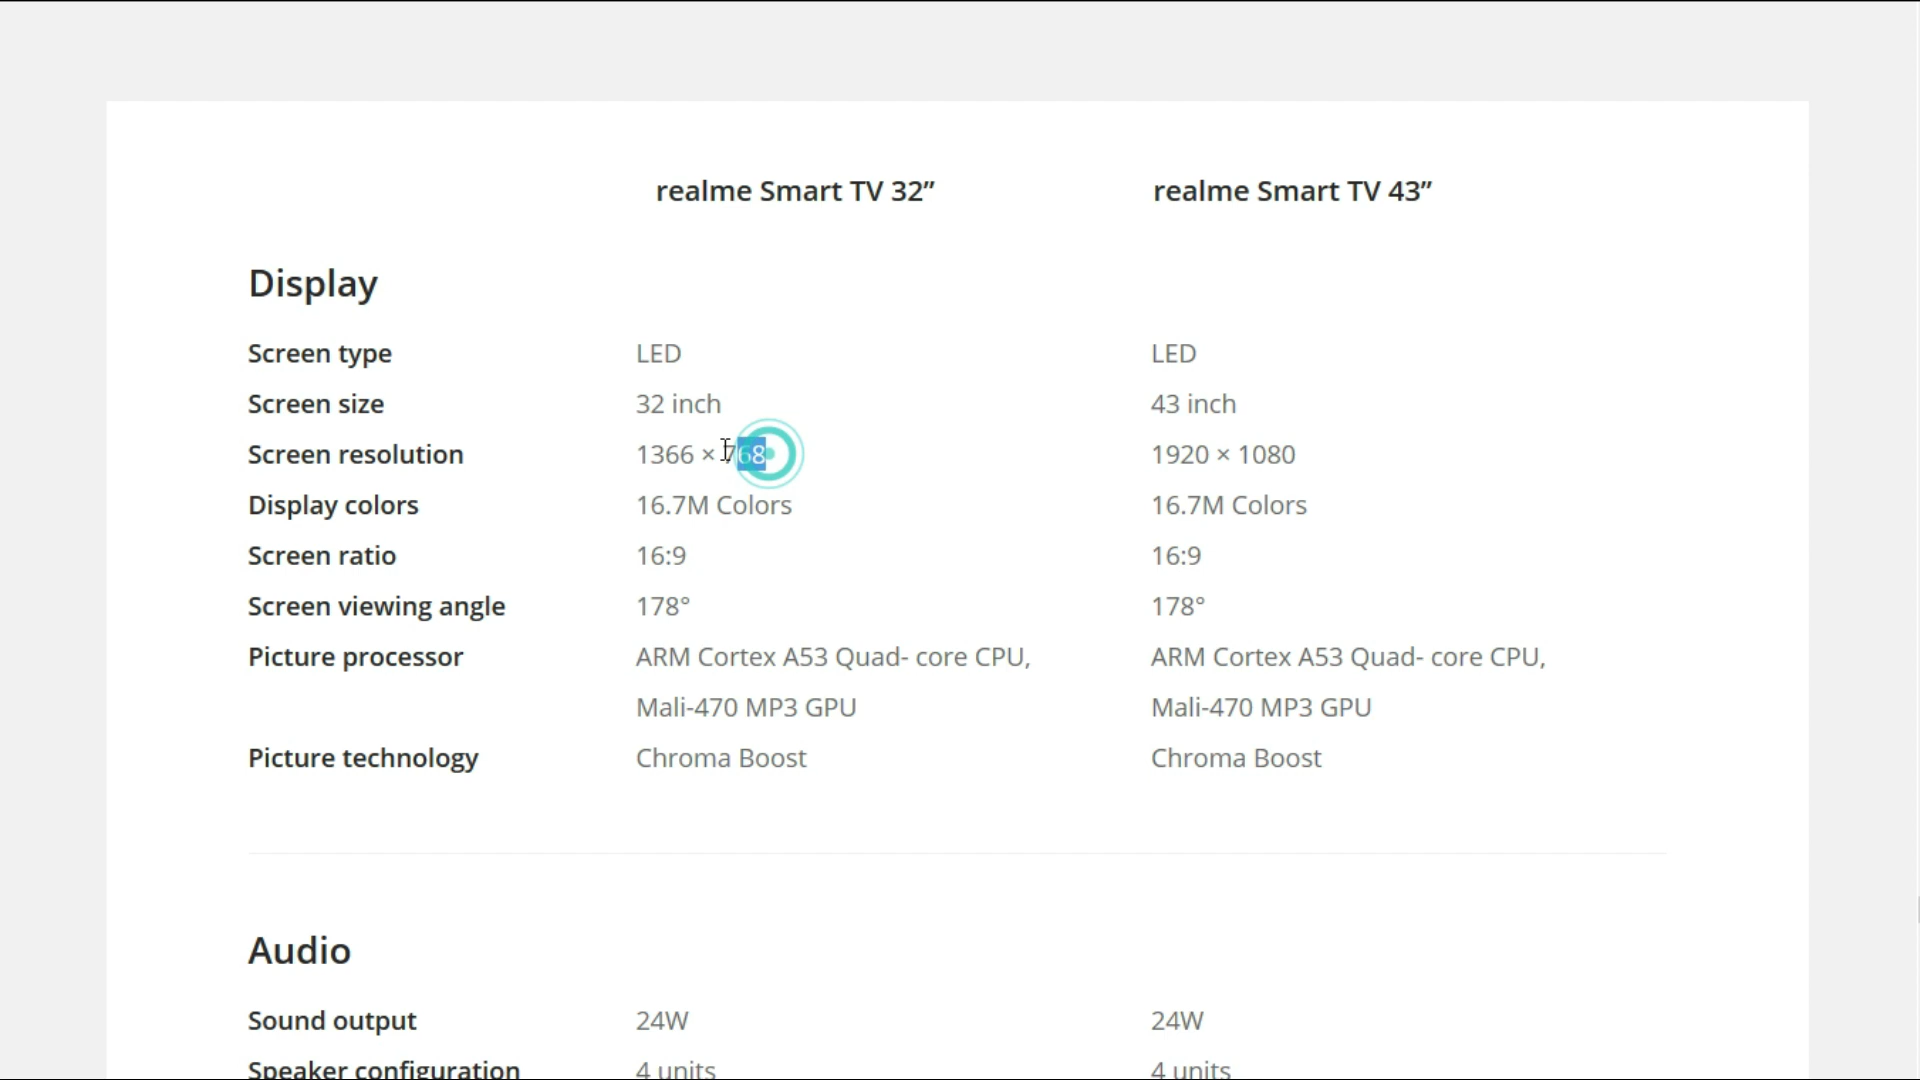 realme Smart TV 32” realme Smart TV 43”
Display
Screen type LED LED
Screen size 32 inch 43 inch
Screen resolution 1366 × 768 1920 × 1080
Display colors 16.7M Colors 16.7M Colors
Screen ratio 16:9 16:9
Screen viewing angle 178° 178°
Picture processor ARM Cortex A53 Quad- core CPU, ARM Cortex A53 Quad- core CPU,
Mali-470 MP3 GPU Mali-470 MP3 GPU
Picture technology Chroma Boost Chroma Boost
Audio
Sound output 24W 24W
Speaker configuration 4 units 4 units